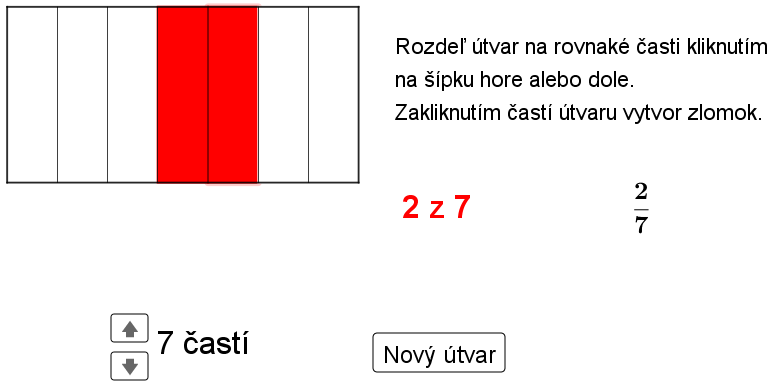 Rozdeľ útvar na rovnaké časti kliknutím
na šípku hore alebo dole.
Zakliknutím častí útvaru vytvor zlomok.
2 z 7
2
7
7 častí
Nový útvar